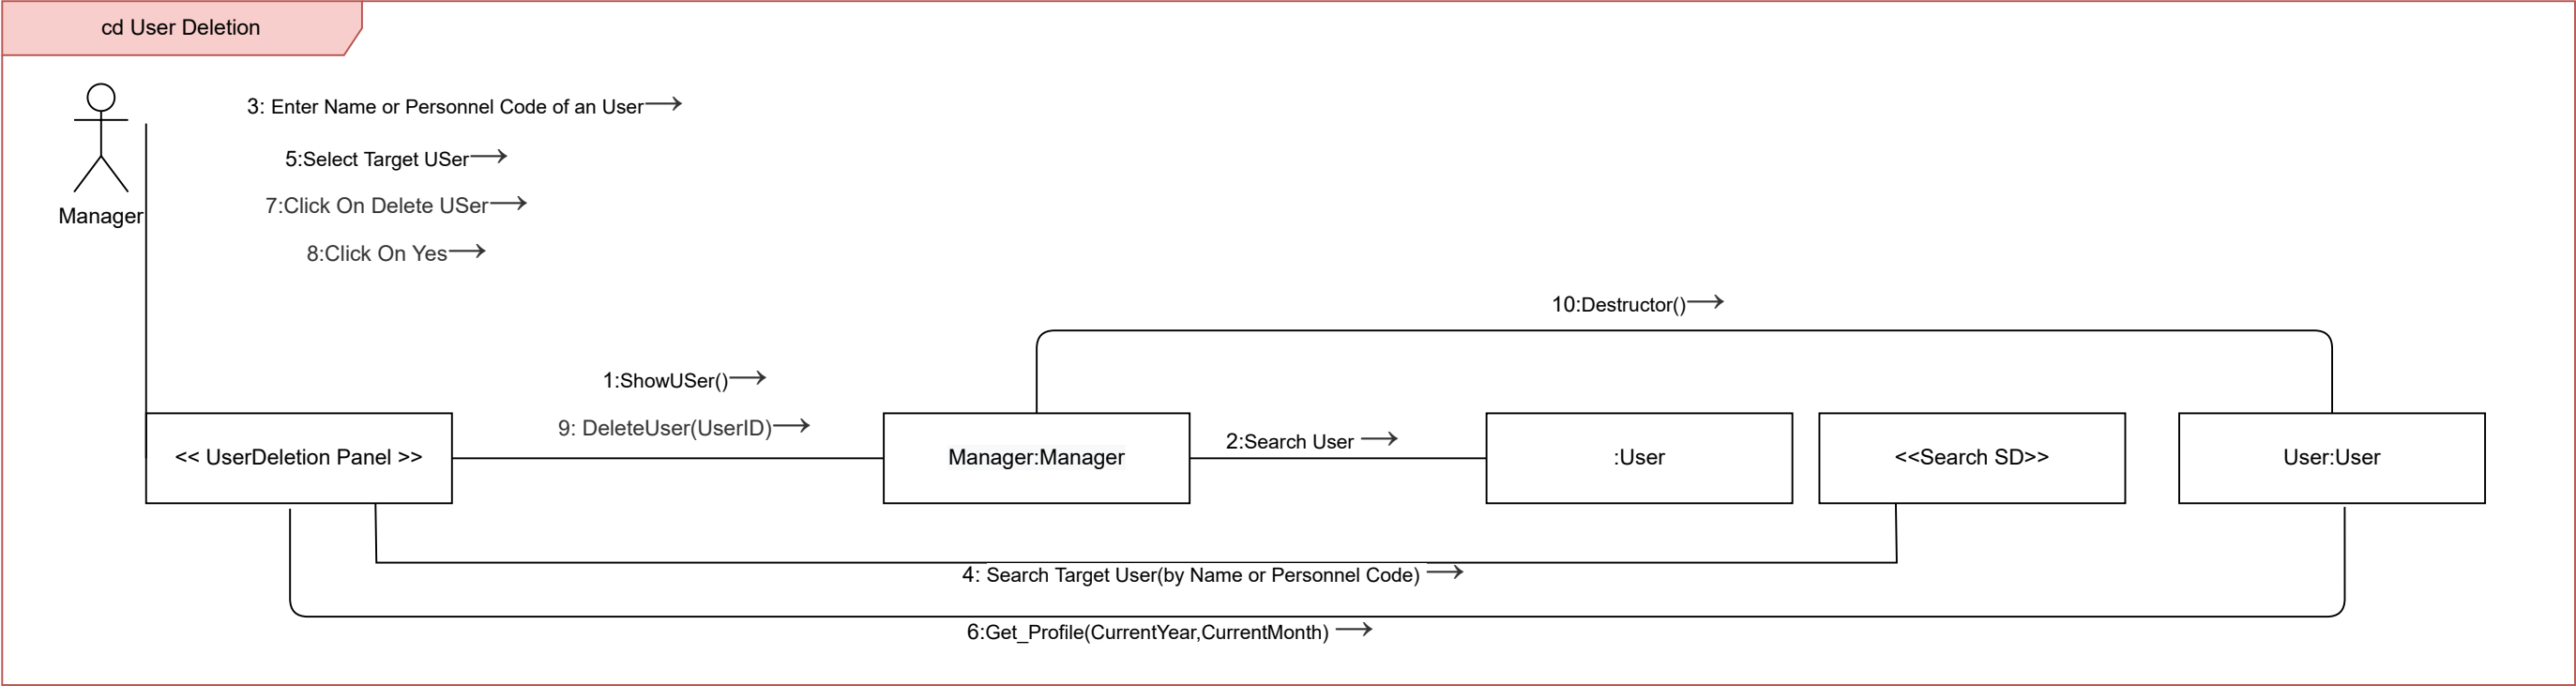 cd User Deletion
3: Enter Name or Personnel Code of an User
5:Select Target USer
7:Click On Delete USer
Manager
8:Click On Yes
10:Destructor()
1:ShowUSer()
9: DeleteUser(UserID)
2:Search User
<< UserDeletion Panel >>
Manager:Manager
:User
<<Search SD>>
User:User
4: Search Target User(by Name or Personnel Code)
6:Get_Profile(CurrentYear,CurrentMonth)